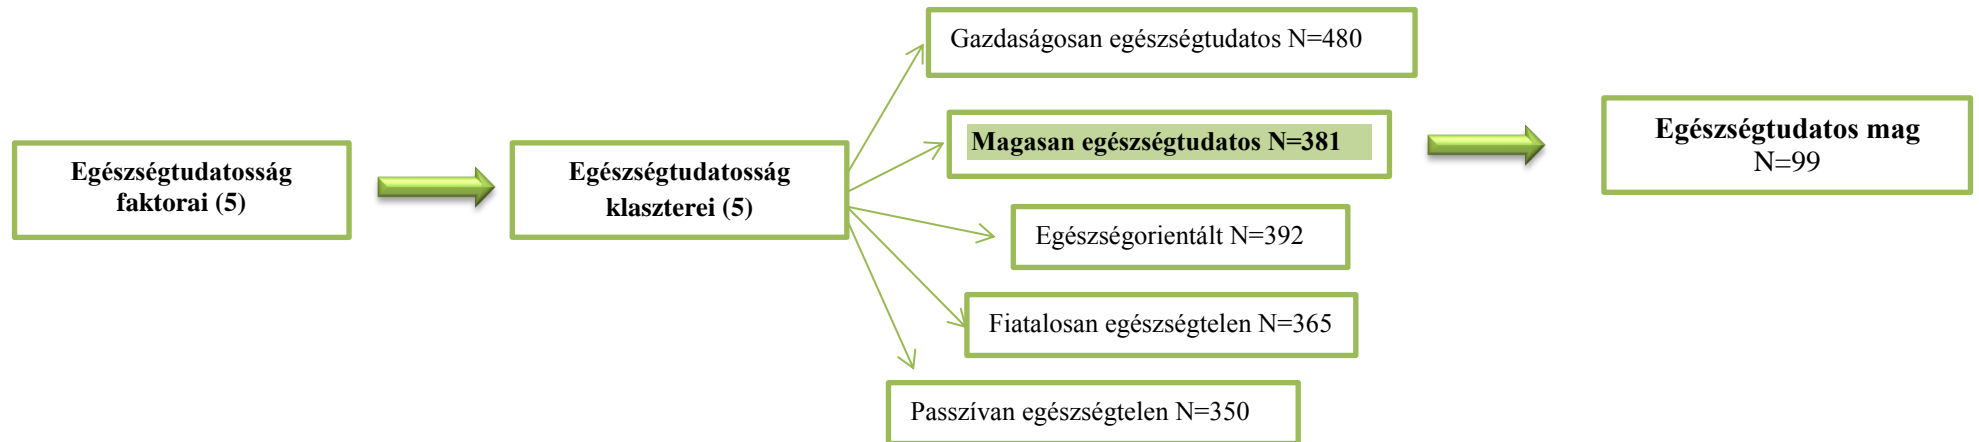 Egészségtudatosság
faktorai (5)
Egészségtudatosság
klaszterei (5)
Gazdaságosan egészségtudatos N=480
Magasan egészségtudatos N=381
Egészségorientált N=392
Fiatalosan egészségtelen N=365
Passzívan egészségtelen N=350
Egészségtudatos mag
N=99